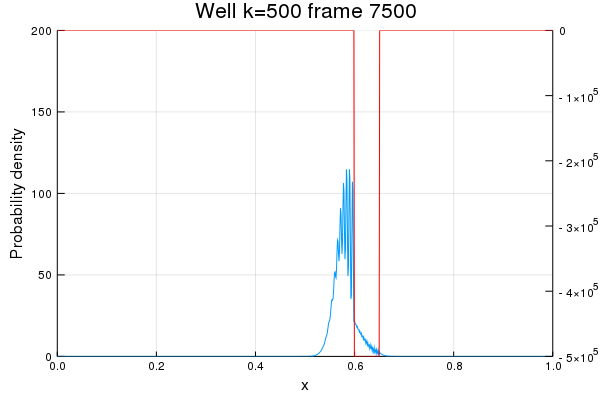 Well k=500 frame 7500
200
150
100
50
0
Probability density
0
- 1×10⁵
- 2×10⁵
- 3×10⁵
- 4×10⁵
- 5×10⁵
0.0 0.2 0.4 0.6 0.8 1.0
x